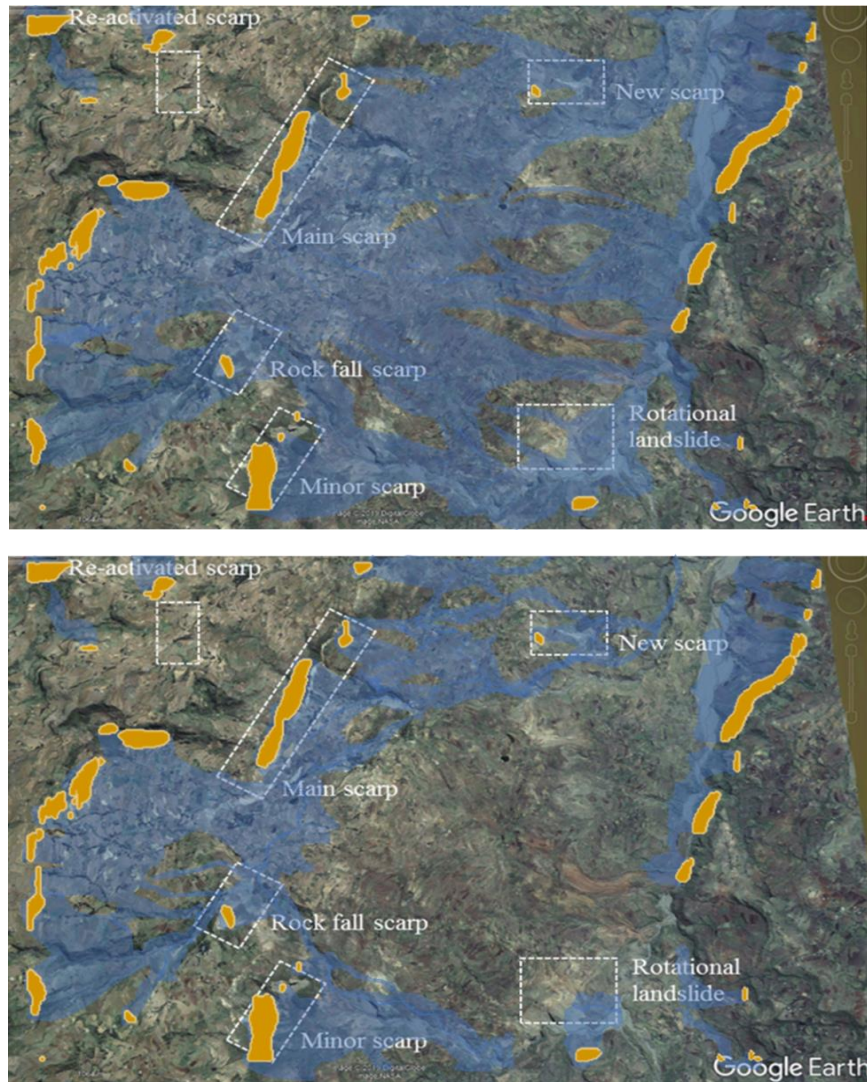 Re-activated scarp
New scarp
Main scarp
Rock fall scarp
Rotational
landslide
Minor scarp
Google Earth
Re-activated scarp
New scarp
Main scarp
Rock fall scarp
Rotational
landslide
Minor scarp
Google Earth